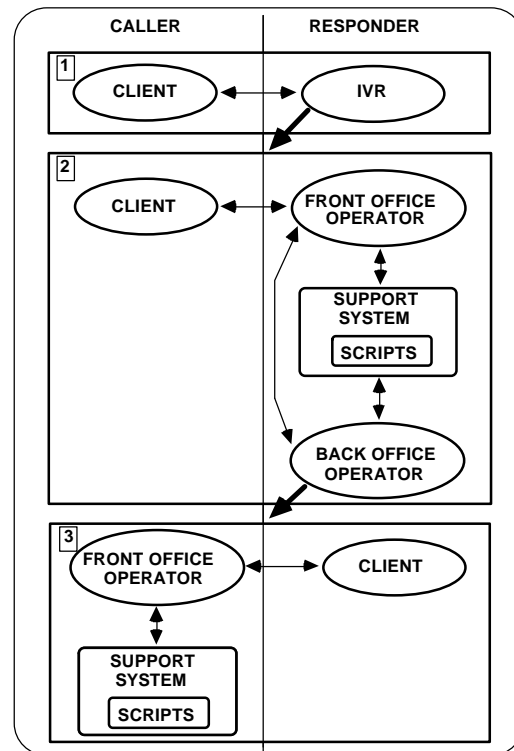 CALLER RESPONDER
1
CLIENT IVR
2
CLIENT
FRONT OFFICE
OPERATOR
SUPPORT
SYSTEM
SCRIPTS
BACK OFFICE
OPERATOR
3
FRONT OFFICE
OPERATOR
CLIENT
SUPPORT
SYSTEM
SCRIPTS